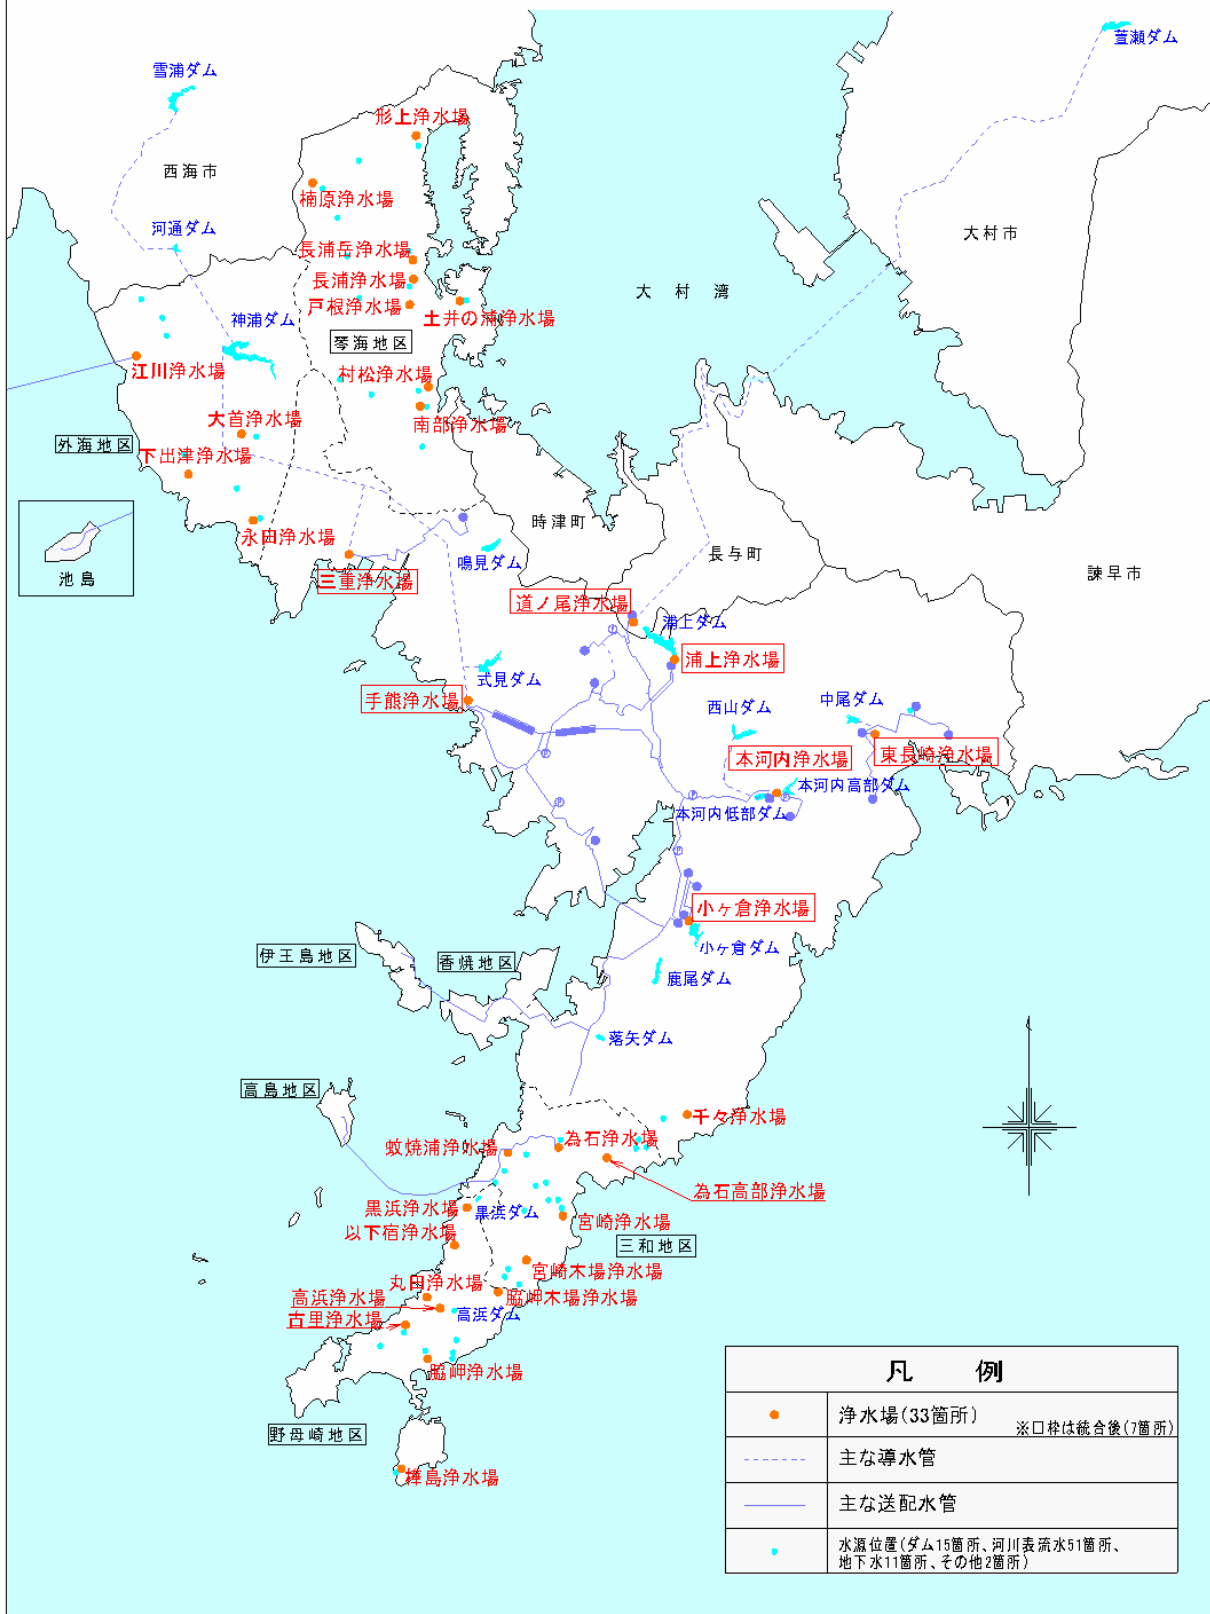 萱瀬ダム
雪浦ダム
形上浄水場
西海市
楠原浄水場
河通ダム
大村市
長浦岳浄水場
長浦浄水場
大村湾
戸根浄水場
土井の浦浄水場
神浦ダム
琴海地区
江川浄水場
村松浄水場
大首浄水場
南部浄水場
外海地区
下出津浄水場
時津町
永田浄水場
長与町
鳴見ダム
諫早市
池島
三重浄水場
道ノ尾浄水場
浦上ダム
浦上浄水場
式見ダム
手熊浄水場
西山ダム
中尾ダム
本河内浄水場
東長崎浄水場
本河内高部ダム
本河内低部ダム
小ヶ倉浄水場
小ヶ倉ダム
伊王島地区
香焼地区
鹿尾ダム
落矢ダム
高島地区
千々浄水場
蚊焼浦浄水場
為石浄水場
為石高部浄水場
黒浜浄水場
黒浜ダム
宮崎浄水場
以下宿浄水場
三和地区
宮崎木場浄水場
丸田浄水場
高浜浄水場
脇岬木場浄水場
高浜ダム
古里浄水場
脇岬浄水場
野母崎地区
樺島浄水場
凡例
浄水場(33箇所)
※口枠は統合後(7箇所)
主な導水管
主な送配水管
水源位置(ダム15箇所、河川表流水51箇所、
地下水11箇所、その他2箇所)